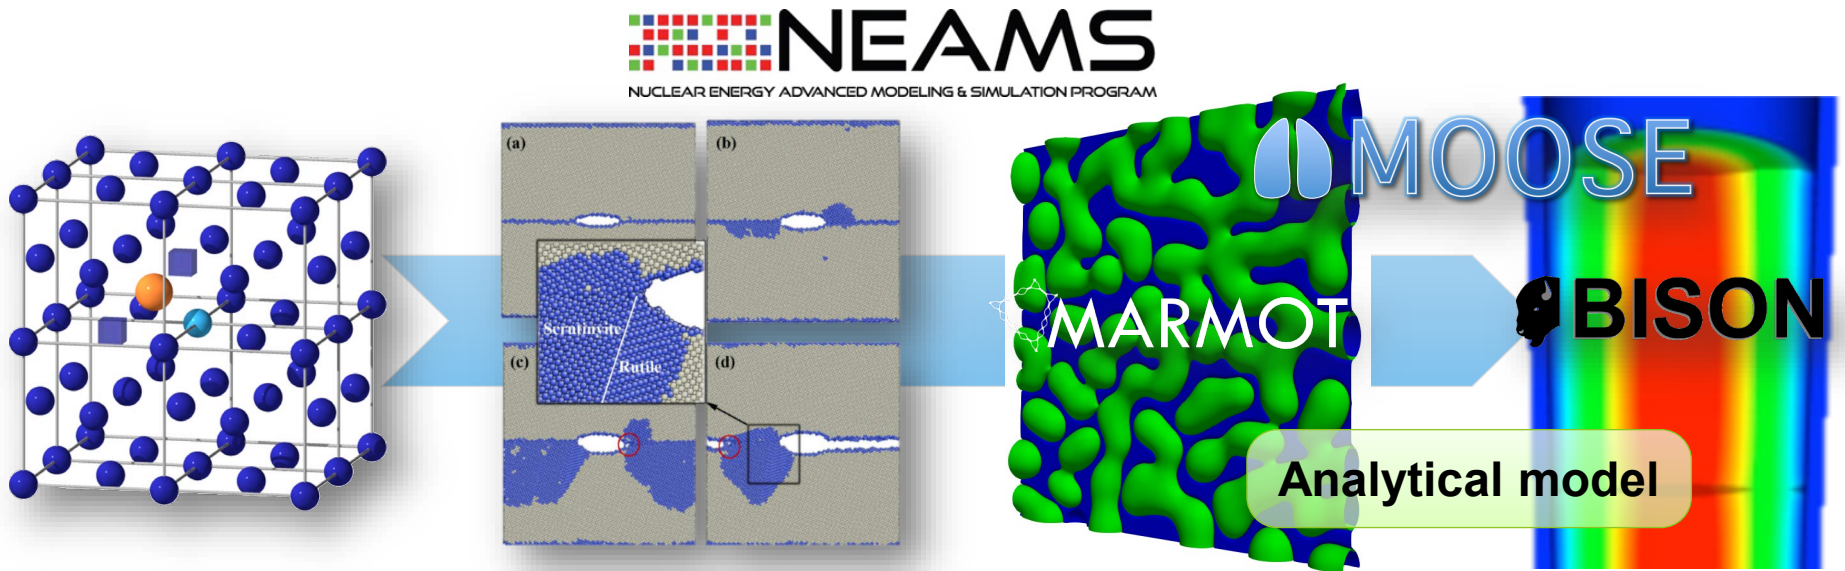 NEAMS
NUCLEAR ENERGY ADVANCED MODELING & SIMULATION PROGRAM
(a)
(b)
Scrutinyite
Rutile
(c)
(d)
MOOSE
MARMOT
BISON
Analytical model